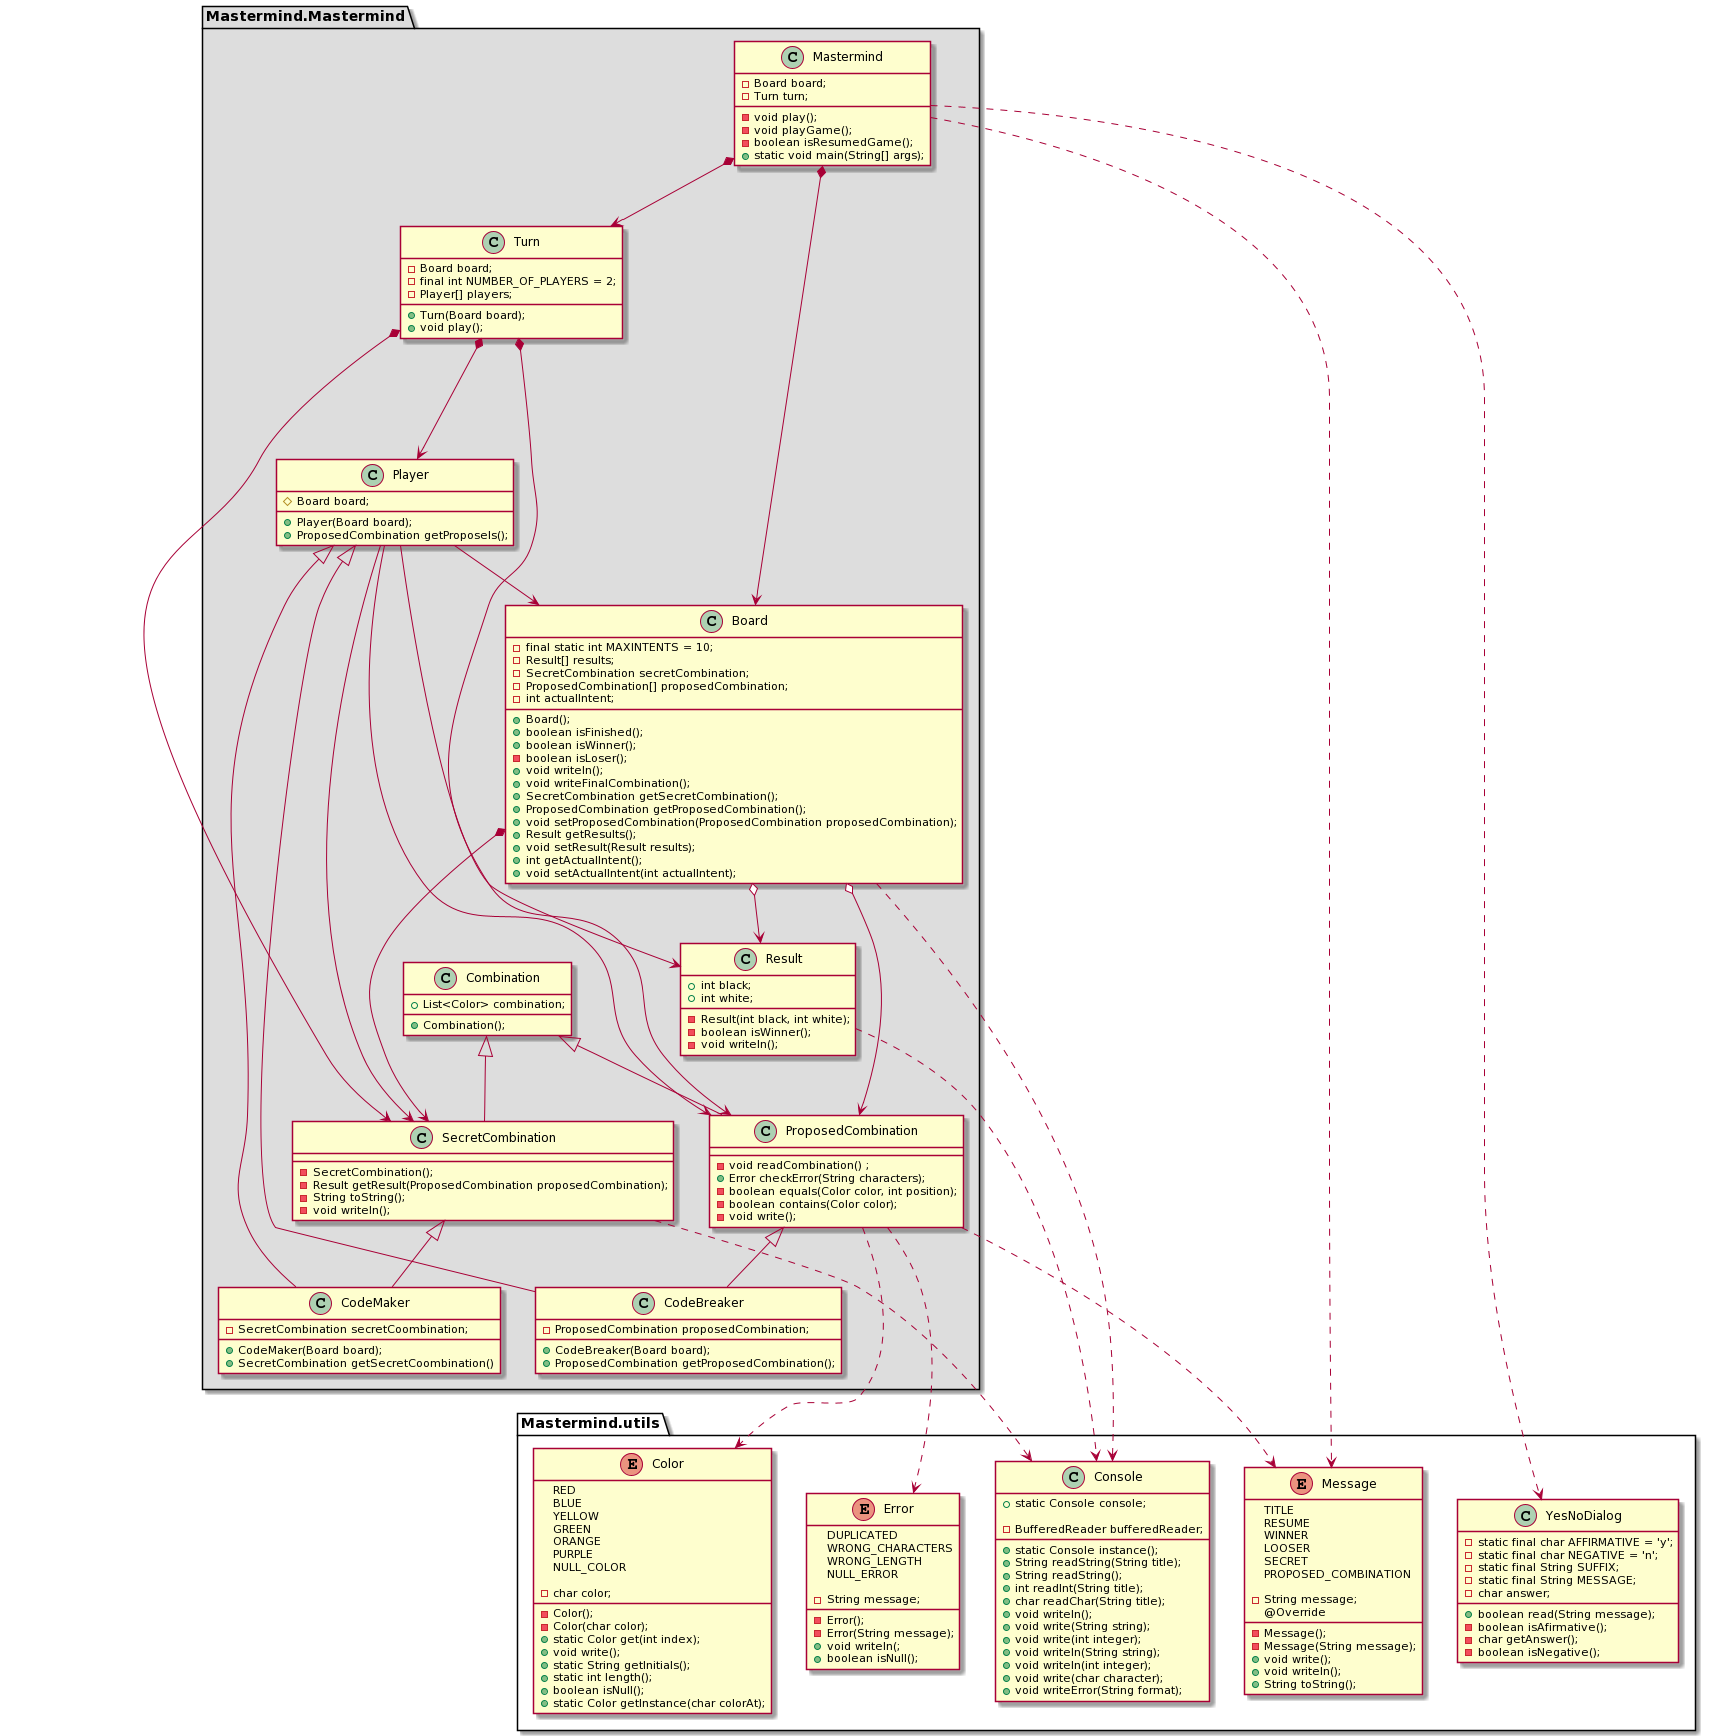 Mastermind.Mastermind
C Mastermind
Board board;
Turn turn;
void play();
void playGame();
boolean isResumedGame();
static void main(String[] args);
C Turn
Board board;
final int NUMBER_OF_PLAYERS = 2;
Player[] players;
Turn(Board board);
void play();
C Player
Board board;
Player(Board board);
ProposedCombination getProposels();
C Board
final static int MAXINTENTS = 10;
Result[] results;
SecretCombination secretCombination;
ProposedCombination[] proposedCombination;
int actualIntent;
Board();
boolean isFinished();
boolean isWinner();
boolean isLoser();
void writeln();
void writeFinalCombination();
SecretCombination getSecretCombination();
ProposedCombination getProposedCombination();
void setProposedCombination(ProposedCombination proposedCombination);
Result getResults();
void setResult(Result results);
int getActualIntent();
void setActualIntent(int actualIntent);
C Result
int black;
int white;
Result(int black, int white);
boolean isWinner();
void writeln();
C Combination
List<Color> combination;
Combination();
C SecretCombination
SecretCombination();
Result getResult(ProposedCombination proposedCombination);
String toString();
void writeln();
C ProposedCombination
void readCombination() ;
Error checkError(String characters);
boolean equals(Color color, int position);
boolean contains(Color color);
void write();
C CodeMaker
SecretCombination secretCoombination;
CodeMaker(Board board);
SecretCombination getSecretCoombination()
C CodeBreaker
ProposedCombination proposedCombination;
CodeBreaker(Board board);
ProposedCombination getProposedCombination();
Mastermind.utils
E Color
RED
BLUE
YELLOW
GREEN
ORANGE
PURPLE
NULL_COLOR
char color;
Color();
Color(char color);
static Color get(int index);
void write();
static String getInitials();
static int length();
boolean isNull();
static Color getInstance(char colorAt);
E Error
DUPLICATED
WRONG_CHARACTERS
WRONG_LENGTH
NULL_ERROR
String message;
Error();
Error(String message);
void writeln(;
boolean isNull();
C Console
static Console console;
BufferedReader bufferedReader;
static Console instance();
String readString(String title);
String readString();
int readInt(String title);
char readChar(String title);
void writeln();
void write(String string);
void write(int integer);
void writeln(String string);
void writeln(int integer);
void write(char character);
void writeError(String format);
E Message
TITLE
RESUME
WINNER
LOOSER
SECRET
PROPOSED_COMBINATION
String message;
@Override
Message();
Message(String message);
void write();
void writeln();
String toString();
C YesNoDialog
static final char AFFIRMATIVE = 'y';
static final char NEGATIVE = 'n';
static final String SUFFIX;
static final String MESSAGE;
char answer;
boolean read(String message);
boolean isAfirmative();
char getAnswer();
boolean isNegative();